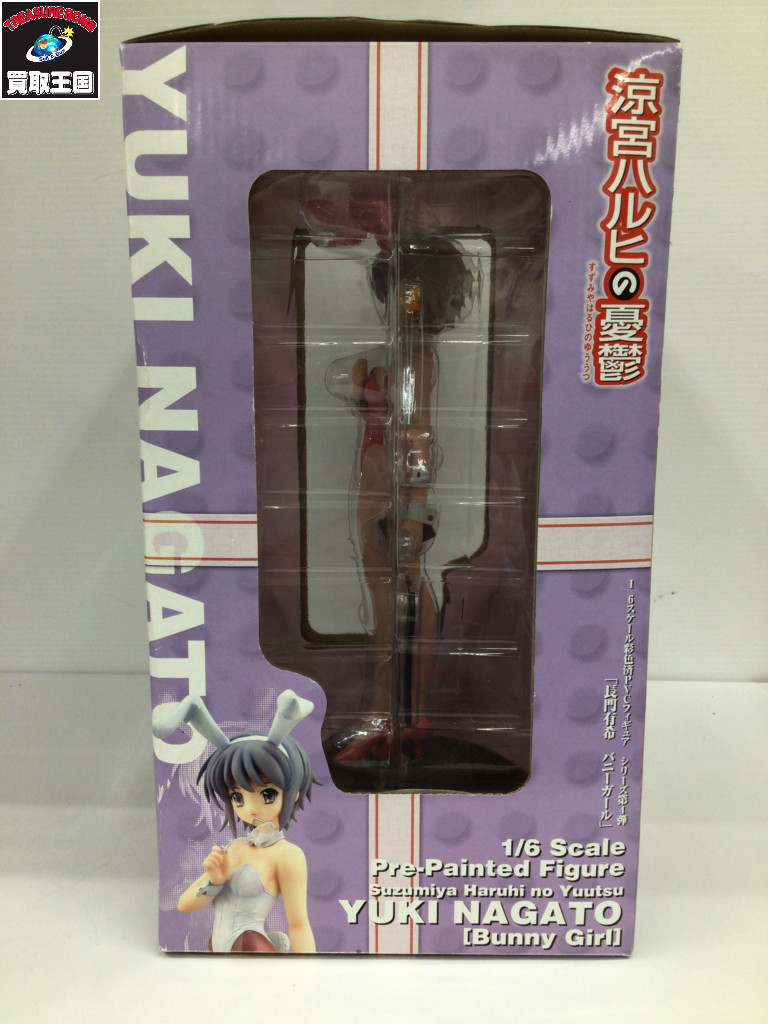 TREASURE BOMB
買取王国
YUKI NAGATO
涼宮ハルヒの憂鬱
すずみやはるひのゆううつ
1/6スケール彩色済PVCフィギュア シリーズ第4弾
「長門有希 バニーガール」
1/6 Scale
Pre-Painted Figure
Suzumiya Haruhi no Yuutsu
YUKI NAGATO
[Bunny Girl]